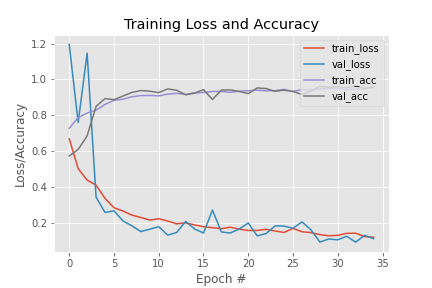 Training Loss and Accuracy
1.2
1.0
0.8
0.6
0.4
0.2
Loss/Accuracy
train_loss
val_loss
train_acc
val_acc
0 5 10 15 20 25 30 35
Epoch #